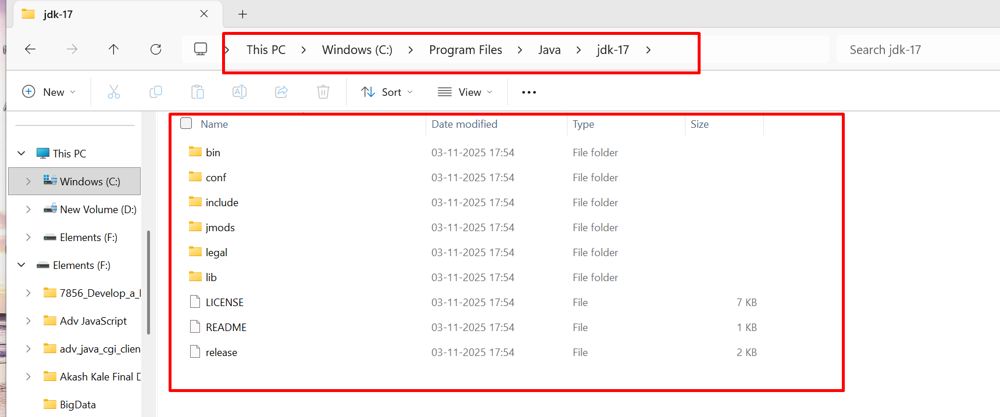 jdk-17
This PC > Windows (C:) > Program Files > Java > jdk-17 >
Search jdk-17
New
Sort
View
Name Date modified Type Size
bin 03-11-2025 17:54 File folder
conf 03-11-2025 17:54 File folder
include 03-11-2025 17:54 File folder
jmods 03-11-2025 17:54 File folder
legal 03-11-2025 17:54 File folder
lib 03-11-2025 17:54 File folder
LICENSE 03-11-2025 17:54 File 7 KB
README 03-11-2025 17:54 File 1 KB
release 03-11-2025 17:54 File 2 KB
This PC
Windows (C:)
New Volume (D:)
Elements (F:)
Elements (F:)
7856_Develop_a_
Adv JavaScript
adv_java_cgi_clien
Akash Kale Final
BigData